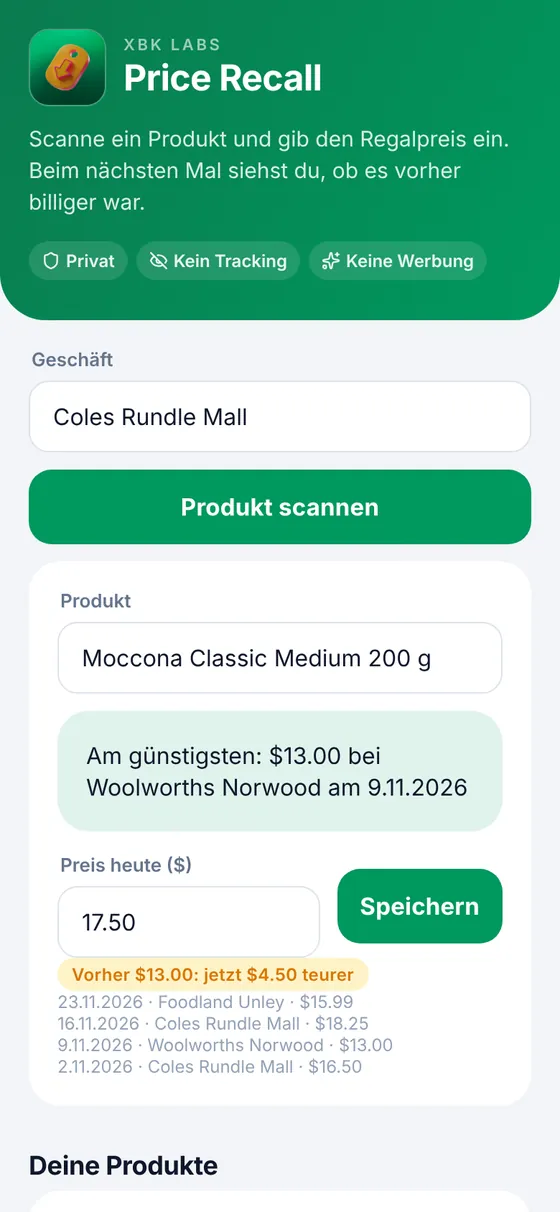 XBK LABS
Price Recall
Scanne ein Produkt und gib den Regalpreis ein.
Beim nächsten Mal siehst du, ob es vorher
billiger war.
Privat
Kein Tracking
Keine Werbung
Geschäft
Coles Rundle Mall
Produkt scannen
Produkt
Moccona Classic Medium 200 g
Am günstigsten: $13.00 bei
Woolworths Norwood am 9.11.2026
Preis heute ($)
17.50
Speichern
Vorher $13.00: jetzt $4.50 teurer
23.11.2026 · Foodland Unley · $15.99
16.11.2026 · Coles Rundle Mall · $18.25
9.11.2026 · Woolworths Norwood · $13.00
2.11.2026 · Coles Rundle Mall · $16.50
Deine Produkte